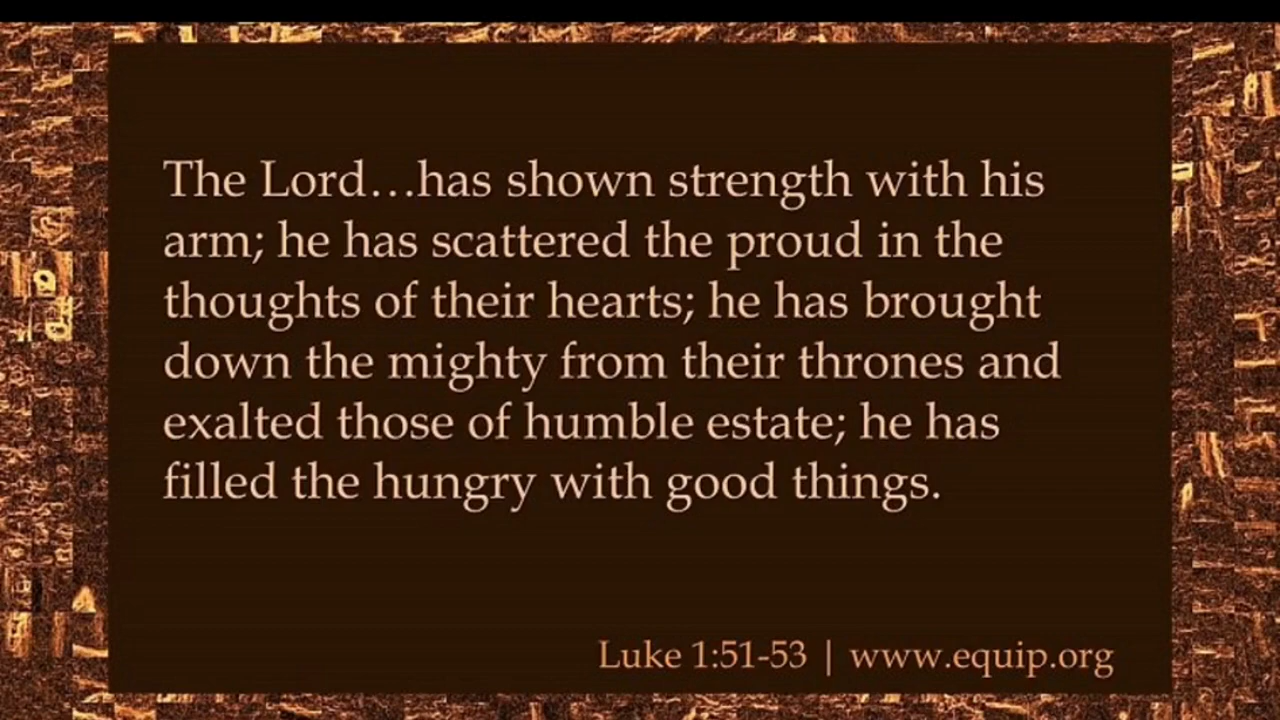 The Lord…has shown strength with his
arm; he has scattered the proud in the
thoughts of their hearts; he has brought
down the mighty from their thrones and
exalted those of humble estate; he has
filled the hungry with good things.
Luke 1:51-53 | www.equip.org